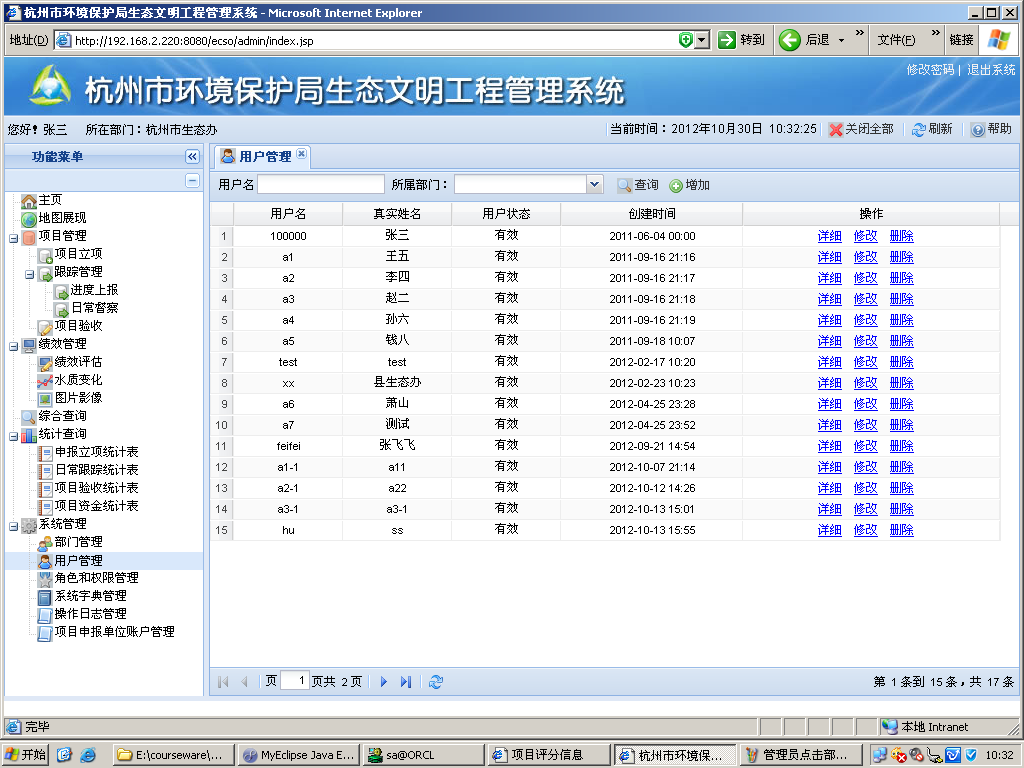 杭州市环境保护局生态文明工程管理系统 - Microsoft Internet Explorer
地址(D) http://192.168.2.220:8080/ecso/admin/index.jsp 转到 后退 文件(F) 链接
杭州市环境保护局生态文明工程管理系统 修改密码 | 退出系统
您好! 张三 所在部门:杭州市生态办 当前时间:2012年10月30日 10:32:25 关闭全部 刷新 帮助
功能菜单
主页
地图展现
项目管理
项目立项
跟踪管理
进度上报
日常督察
项目验收
绩效管理
绩效评估
水质变化
图片影像
综合查询
统计查询
申报立项统计表
日常跟踪统计表
项目验收统计表
项目资金统计表
系统管理
部门管理
用户管理
角色和权限管理
系统字典管理
操作日志管理
项目申报单位账户管理
用户管理
用户名 所属部门: 查询 增加
用户名 真实姓名 用户状态 创建时间 操作
1 100000 张三 有效 2011-06-04 00:00 详细 修改 删除
2 a1 王五 有效 2011-09-16 21:16 详细 修改 删除
3 a2 李四 有效 2011-09-16 21:17 详细 修改 删除
4 a3 赵二 有效 2011-09-16 21:18 详细 修改 删除
5 a4 孙六 有效 2011-09-16 21:19 详细 修改 删除
6 a5 钱八 有效 2011-09-18 10:07 详细 修改 删除
7 test test 有效 2012-02-17 10:20 详细 修改 删除
8 xx 县生态办 有效 2012-02-23 10:23 详细 修改 删除
9 a6 萧山 有效 2012-04-25 23:28 详细 修改 删除
10 a7 测试 有效 2012-04-25 23:52 详细 修改 删除
11 feifei 张飞飞 有效 2012-09-21 14:54 详细 修改 删除
12 a1-1 a11 有效 2012-10-07 21:14 详细 修改 删除
13 a2-1 a22 有效 2012-10-12 14:26 详细 修改 删除
14 a3-1 a3-1 有效 2012-10-13 15:01 详细 修改 删除
15 hu ss 有效 2012-10-13 15:55 详细 修改 删除
页 1 页共 2 页 第 1 条到 15 条,共 17 条
完毕 本地 Intranet
开始 E:\courseware\... MyEclipse Java E... sa@ORCL 项目评分信息 杭州市环境保... 管理员点击部... 10:32